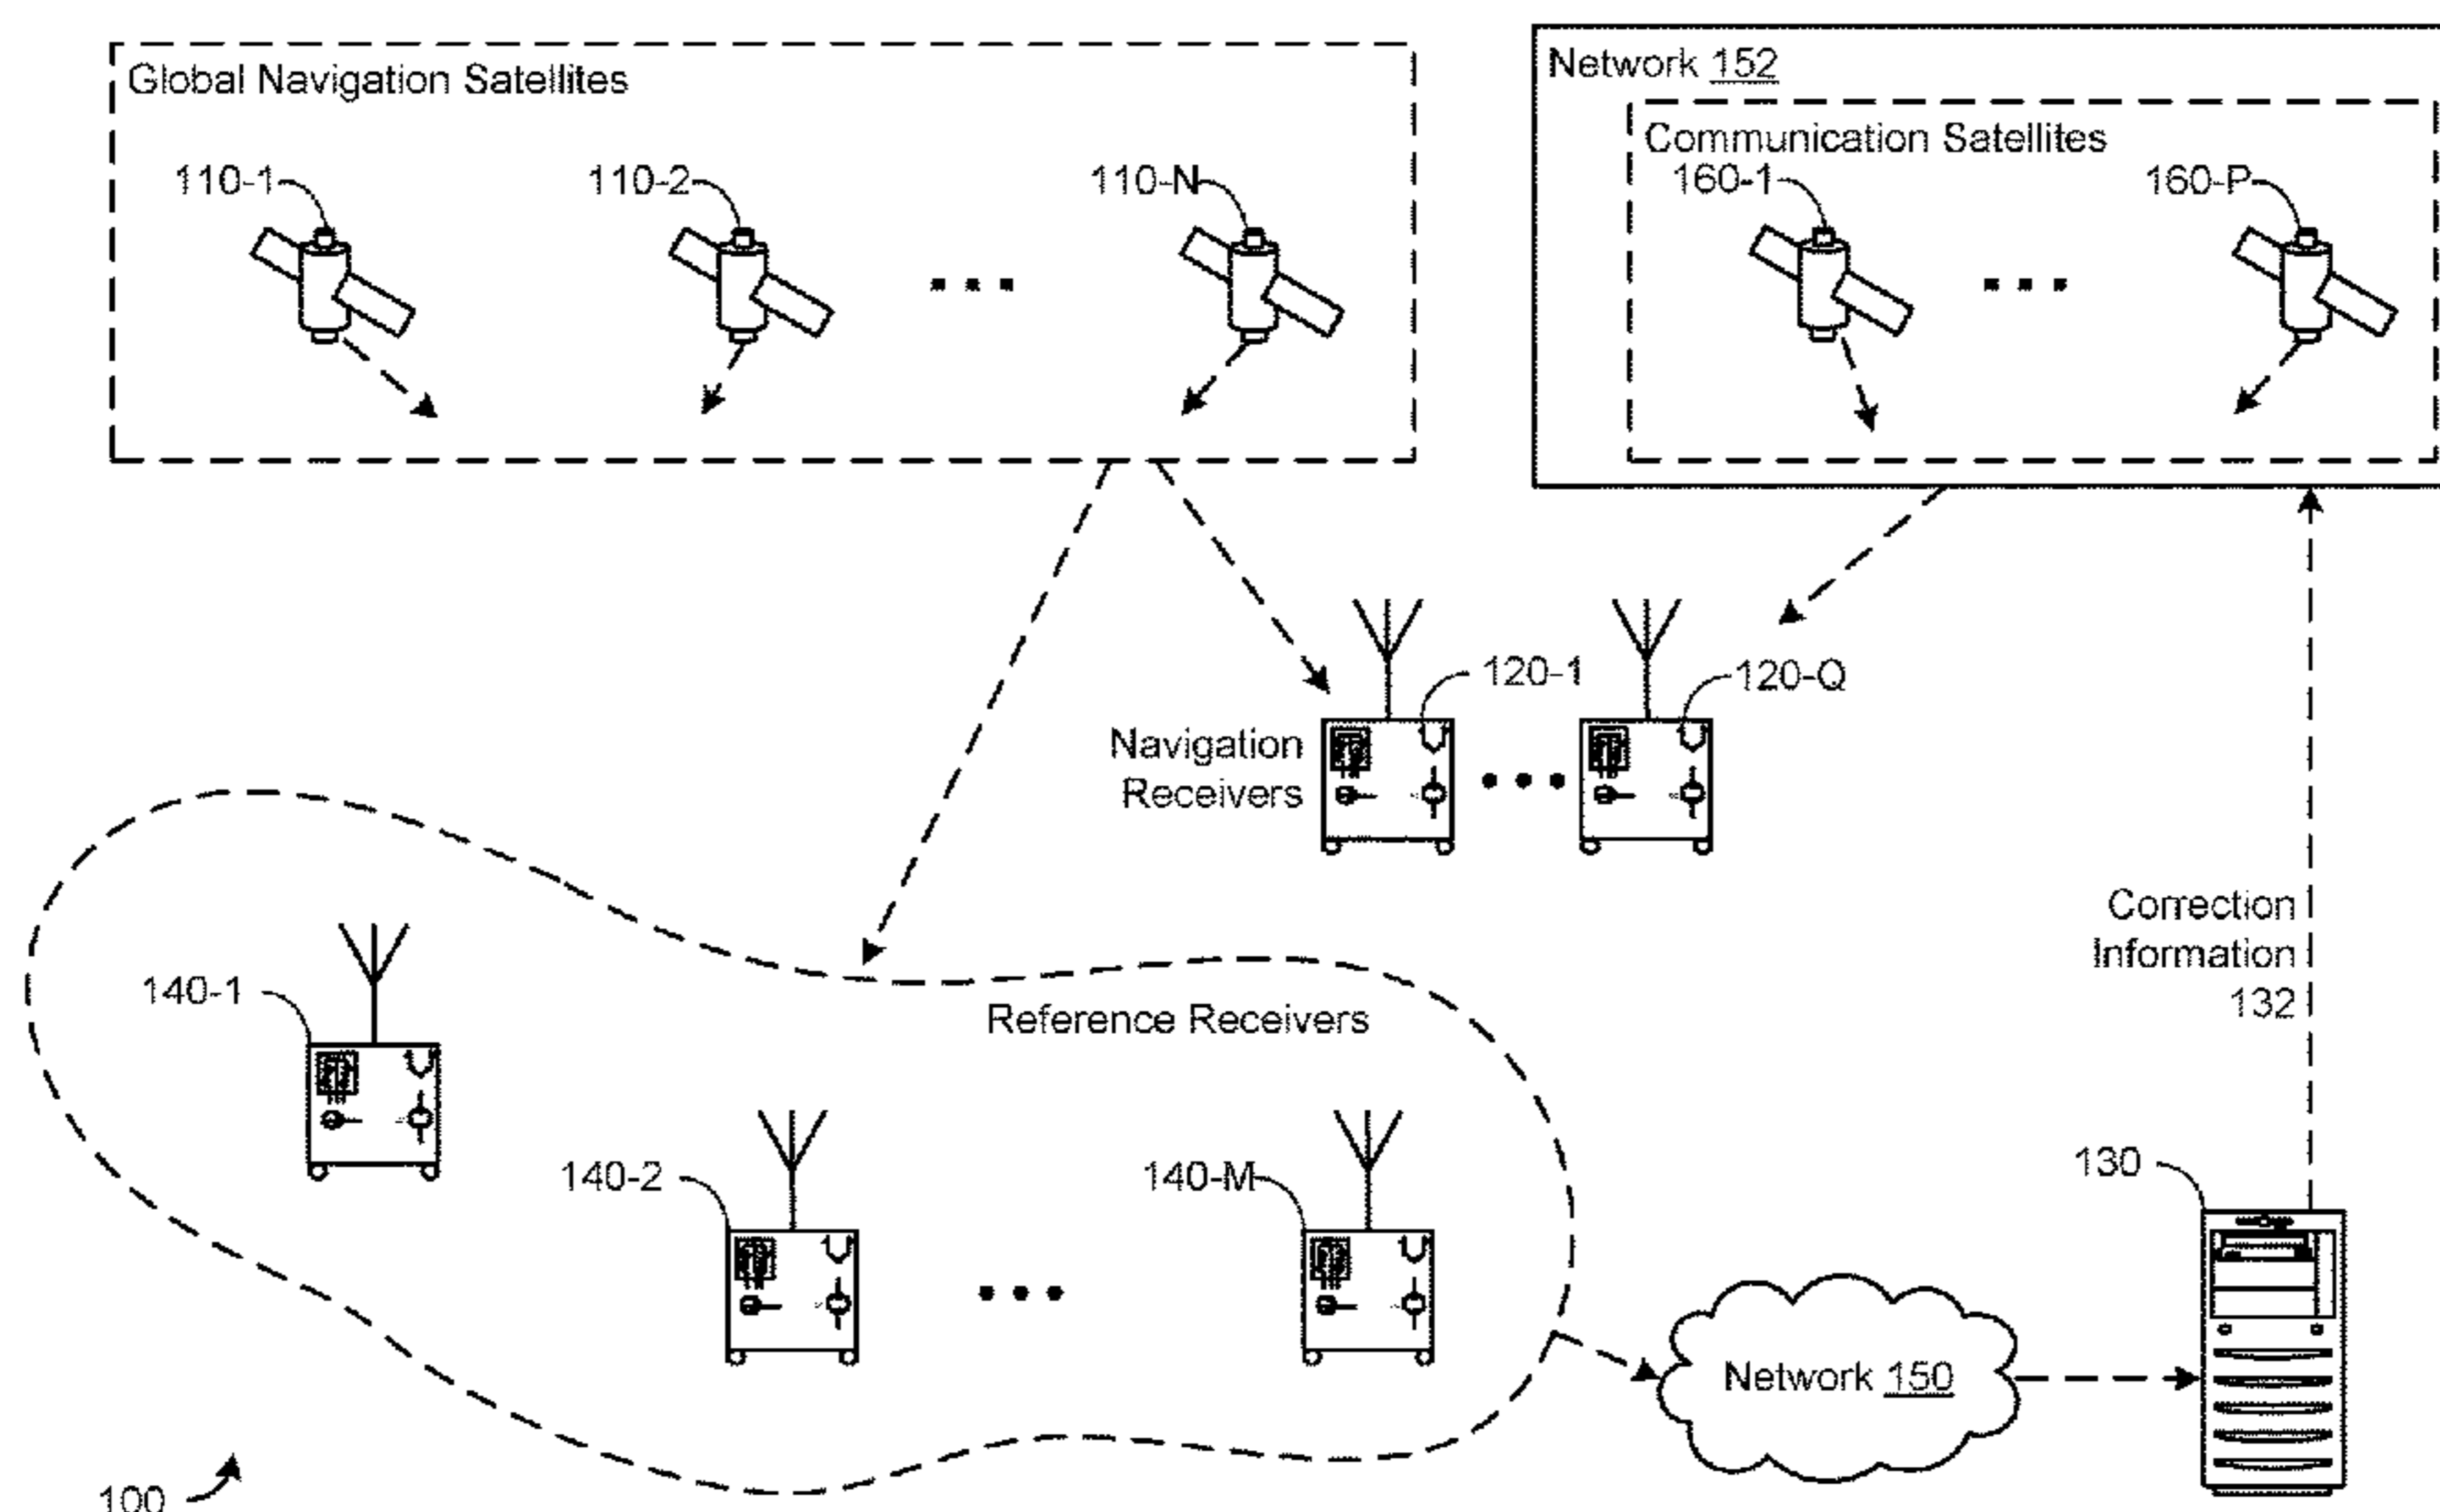 Global Navigation Satellites
Network 152
Communication Satellites
110-1
110-2
110-N
160-1
160-P
120-1
120-Q
Navigation
Receivers
Correction
Information
132
140-1
Reference Receivers
140-2
140-M
130
Network 150
100